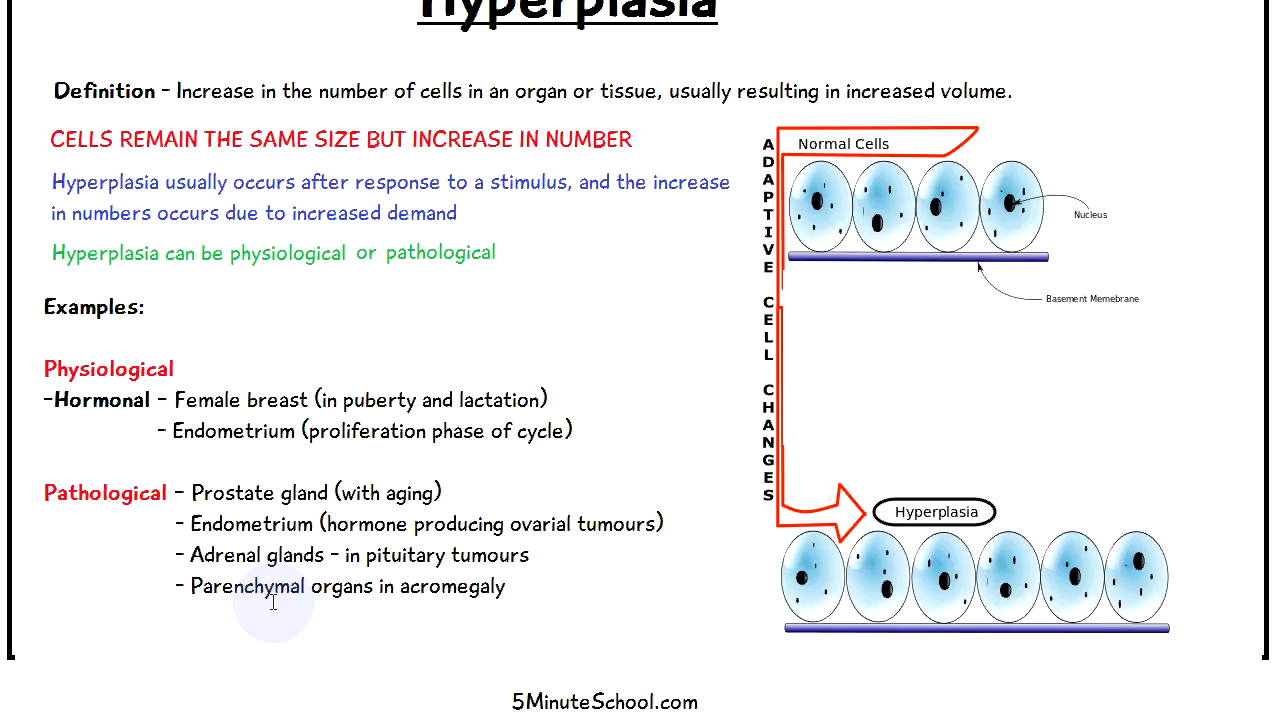 Hyperplasia
Definition - Increase in the number of cells in an organ or tissue, usually resulting in increased volume.
CELLS REMAIN THE SAME SIZE BUT INCREASE IN NUMBER
Hyperplasia usually occurs after response to a stimulus, and the increase
in numbers occurs due to increased demand
Hyperplasia can be physiological or pathological
Examples:
Physiological
-Hormonal - Female breast (in puberty and lactation)
- Endometrium (proliferation phase of cycle)
Pathological - Prostate gland (with aging)
- Endometrium (hormone producing ovarial tumours)
- Adrenal glands - in pituitary tumours
- Parenchymal organs in acromegaly
ADAPTIVE CELL CHANGES
Normal Cells
Nucleus
Basement Memebrane
Hyperplasia
5MinuteSchool.com